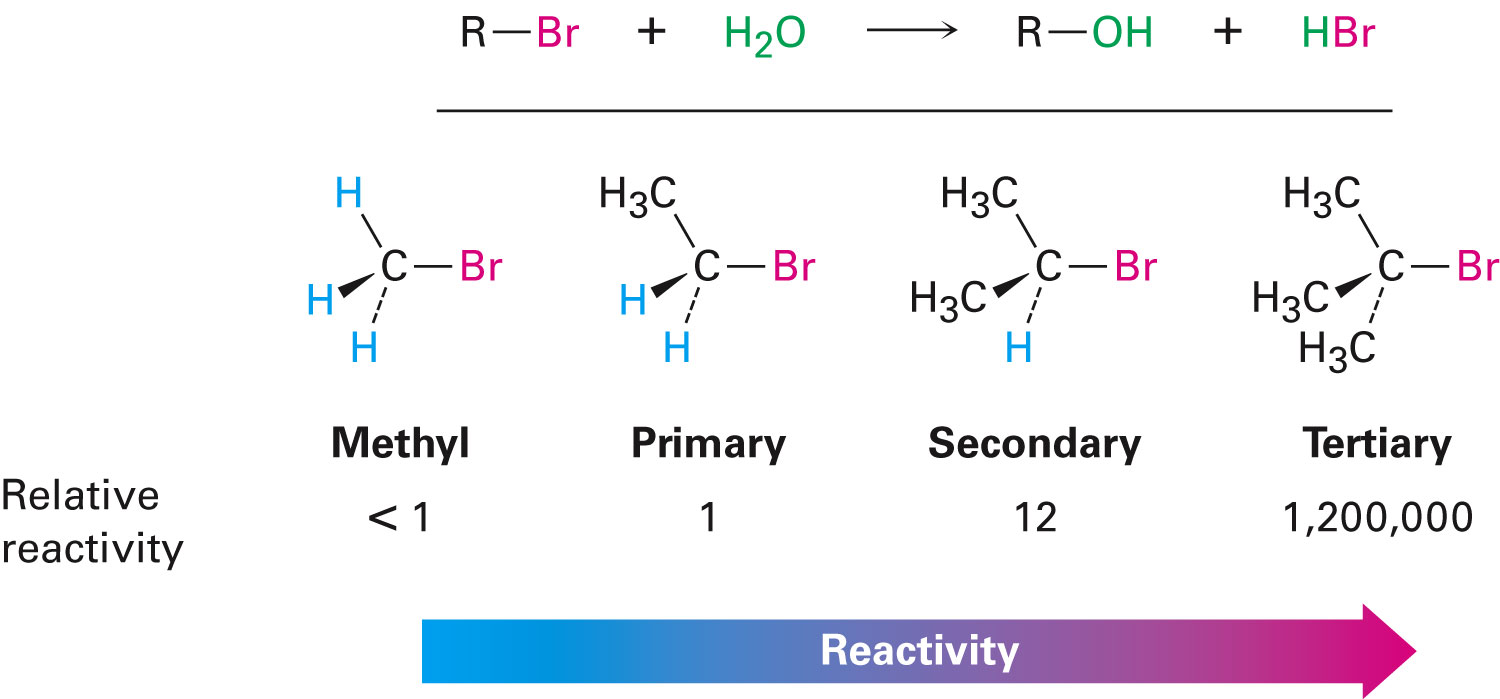 R—Br + H₂O ⟶ R—OH + HBr
H H₃C H₃C H₃C
C—Br C—Br C—Br C—Br
H H H₃C H₃C
H H H H₃C
Methyl Primary Secondary Tertiary
Relative
reactivity
< 1 1 12 1,200,000
Reactivity